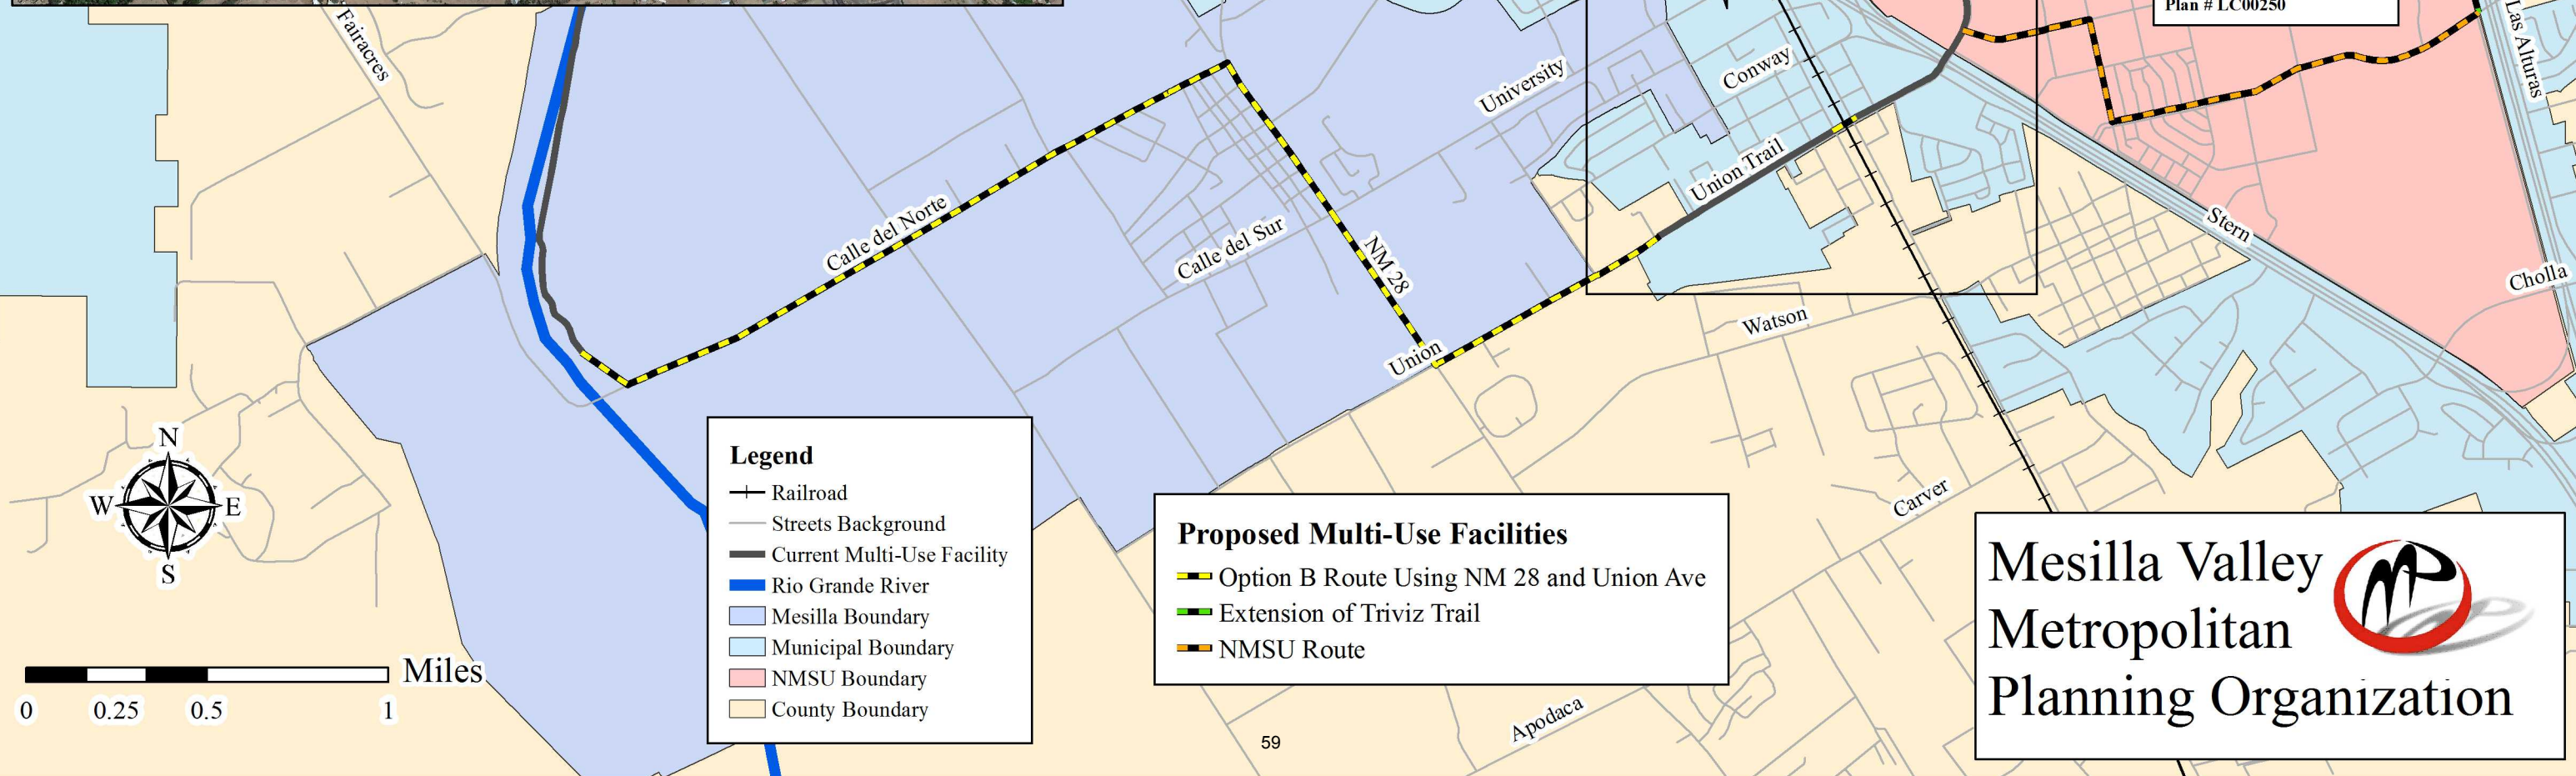 Plan # LC00250
Fairacres
Las Alturas
Conway
University
Union Trail
Calle del Norte
Calle del Sur
NM 28
Stern
Cholla
Watson
Union
Carver
Apodaca
N
W
E
S
Miles
0 0.25 0.5 1
Legend
Railroad
Streets Background
Current Multi-Use Facility
Rio Grande River
Mesilla Boundary
Municipal Boundary
NMSU Boundary
County Boundary
Proposed Multi-Use Facilities
Option B Route Using NM 28 and Union Ave
Extension of Triviz Trail
NMSU Route
Mesilla Valley
Metropolitan
Planning Organization
59